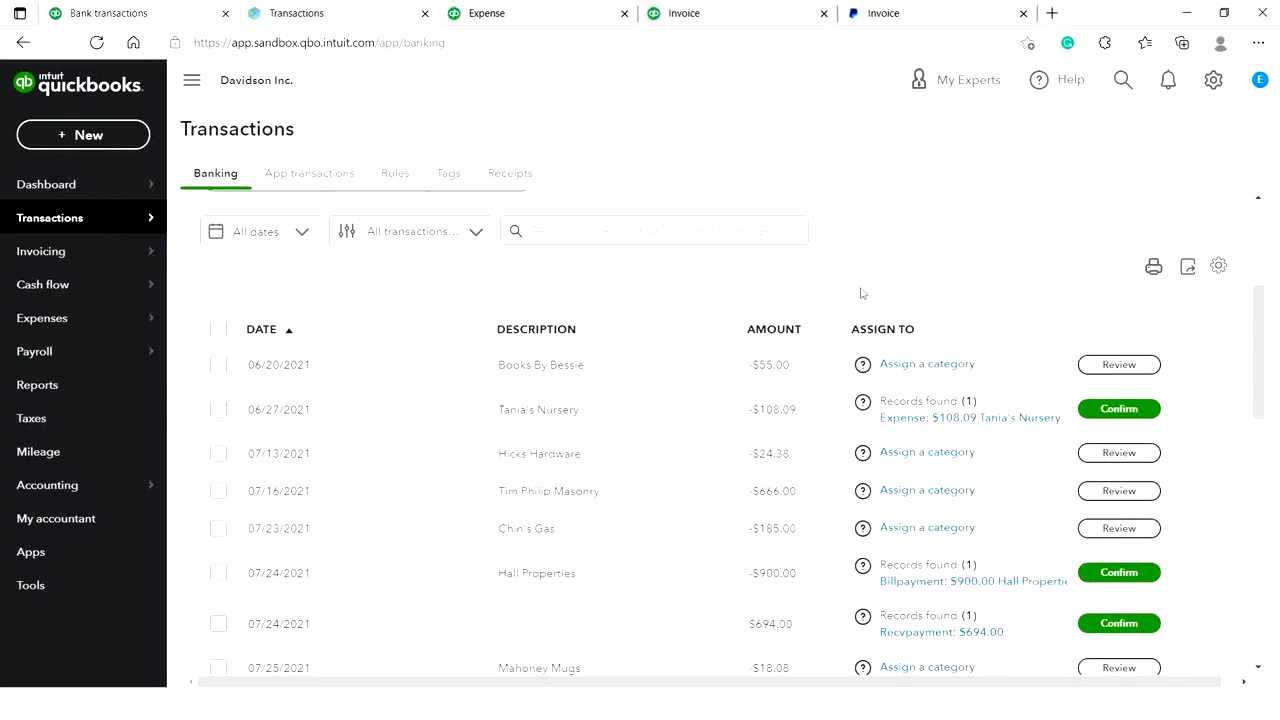 Bank transactions
Transactions
Expense
Invoice
Invoice
https://app.sandbox.qbo.intuit.com/app/banking
intuit quickbooks.
Davidson Inc.
My Experts
Help
E
+ New
Transactions
Banking
App transactions
Rules
Tags
Receipts
Dashboard
Transactions
Invoicing
Cash flow
Expenses
Payroll
Reports
Taxes
Mileage
Accounting
My accountant
Apps
Tools
All dates
All transactions...
DATE DESCRIPTION AMOUNT ASSIGN TO
06/20/2021 Books By Bessie -$55.00 Assign a category Review
06/27/2021 Tania's Nursery -$108.09 Records found (1) Confirm
Expense: $108.09 Tania's Nursery
07/13/2021 Hicks Hardware -$24.38 Assign a category Review
07/16/2021 Tim Philip Masonry -$666.00 Assign a category Review
07/23/2021 Chin's Gas -$185.00 Assign a category Review
07/24/2021 Hall Properties -$900.00 Records found (1) Confirm
Billpayment: $900.00 Hall Properti
07/24/2021 $694.00 Records found (1) Confirm
Recvpayment: $694.00
07/25/2021 Mahoney Mugs -$18.08 Assign a category Review